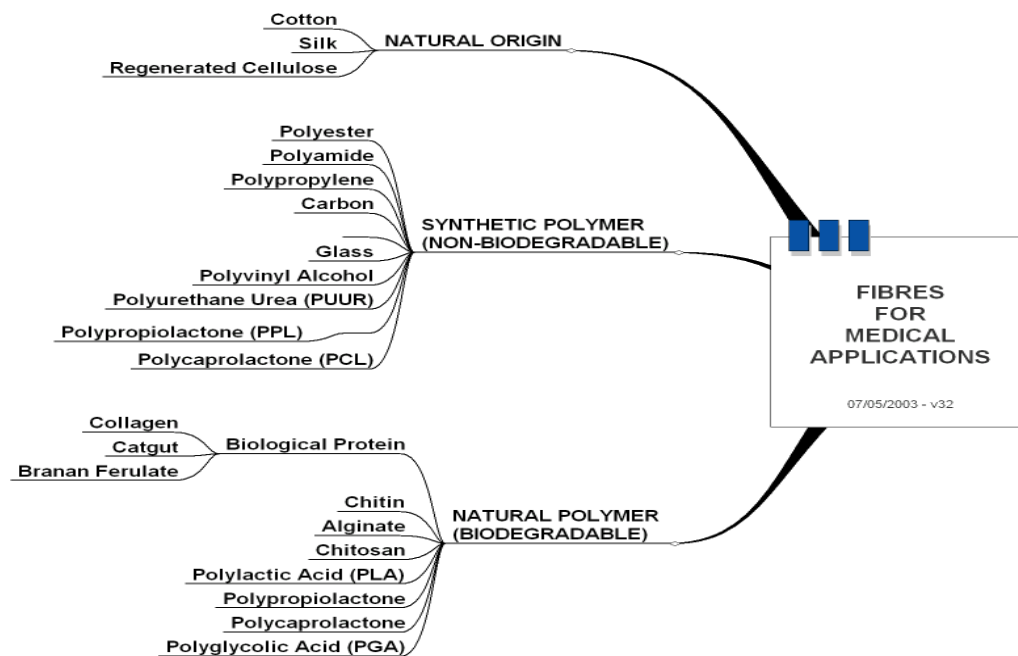 Cotton
Silk
Regenerated Cellulose
NATURAL ORIGIN
Polyester
Polyamide
Polypropylene
Carbon
Glass
Polyvinyl Alcohol
Polyurethane Urea (PUUR)
Polypropiolactone (PPL)
Polycaprolactone (PCL)
SYNTHETIC POLYMER
(NON-BIODEGRADABLE)
FIBRES
FOR
MEDICAL
APPLICATIONS
07/05/2003 - v32
Collagen
Catgut
Branan Ferulate
Biological Protein
Chitin
Alginate
Chitosan
Polylactic Acid (PLA)
Polypropiolactone
Polycaprolactone
Polyglycolic Acid (PGA)
NATURAL POLYMER
(BIODEGRADABLE)